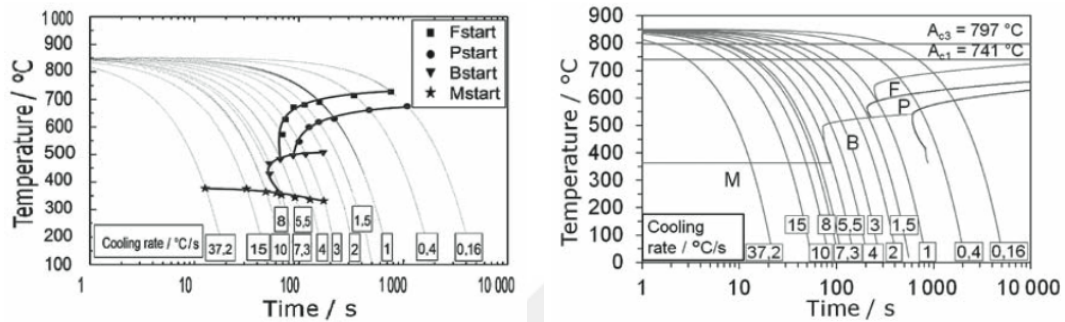 1 000
900
800
700
600
500
400
300
200
100
Temperature / °C
Fstart
Pstart
Bstart
Mstart
8 5,5 1.5
Cooling rate / °C/s
37,2 15 10 7,3 4 3 2 1 0,4 0,16
1 10 100 1000 10 000
Time / s
900
800
700
600
500
400
300
200
100
0
Temperature / °C
Ac3 = 797 °C
Ac1 = 741 °C
F
P
B
M
15 8 5,5 3 1.5
Cooling
rate / °C/s
37,2 10 7,3 4 2 1 0,4 0,16
1 10 100 1 000 10 000
Time / s